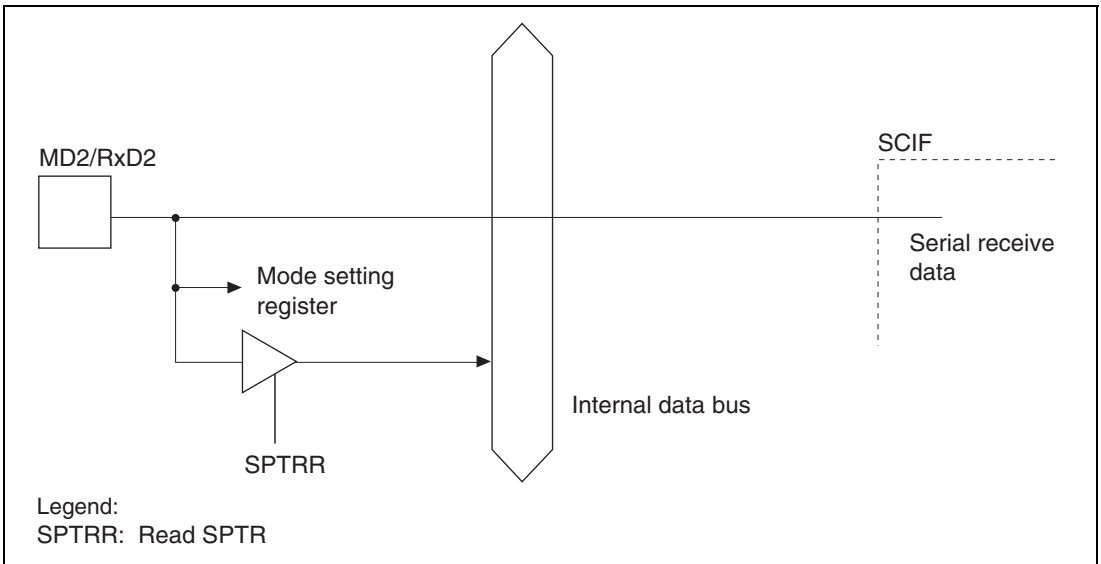 MD2/RxD2
SCIF
Serial receive
data
Mode setting
register
Internal data bus
SPTRR
Legend:
SPTRR: Read SPTR